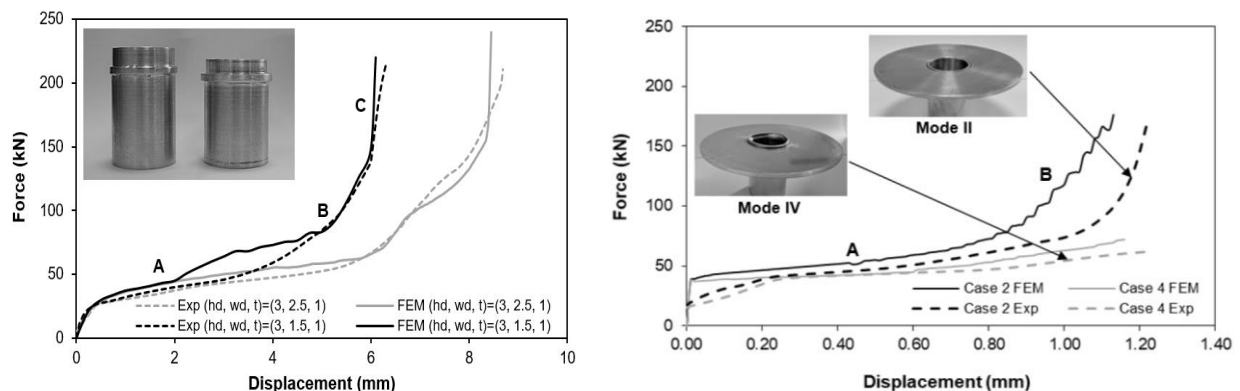 250
200
150
100
50
0
Force (kN)
A
B
C
Exp (hd, wd, t)=(3, 2.5, 1)
FEM (hd, wd, t)=(3, 2.5, 1)
Exp (hd, wd, t)=(3, 1.5, 1)
FEM (hd, wd, t)=(3, 1.5, 1)
0 2 4 6 8 10
Displacement (mm)
250
200
150
100
50
0
Force (kN)
Mode II
Mode IV
A
B
Case 2 FEM
Case 4 FEM
Case 2 Exp
Case 4 Exp
0.00 0.20 0.40 0.60 0.80 1.00 1.20 1.40
Displacement (mm)